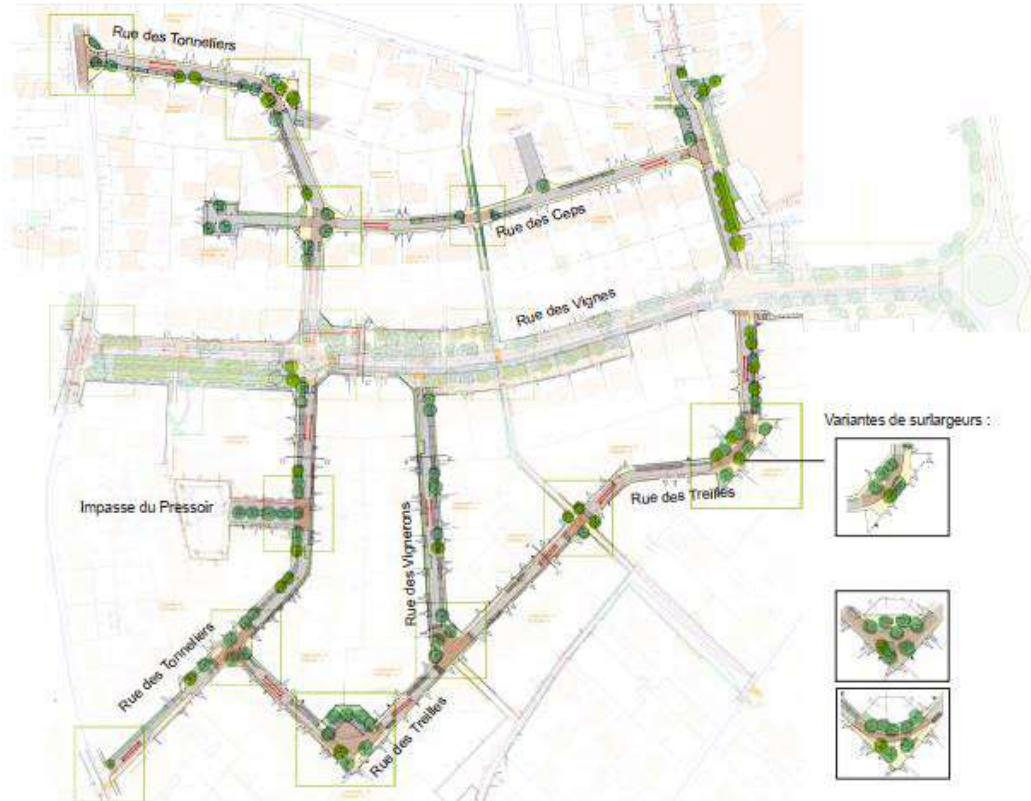 Rue des Tonneliers
Rue des Ceps
Rue des Vignes
Variantes de surlargeurs :
Rue des Treilles
Impasse du Pressoir
Rue des Vignerons
Rue des Tonneliers
Rue des Treilles